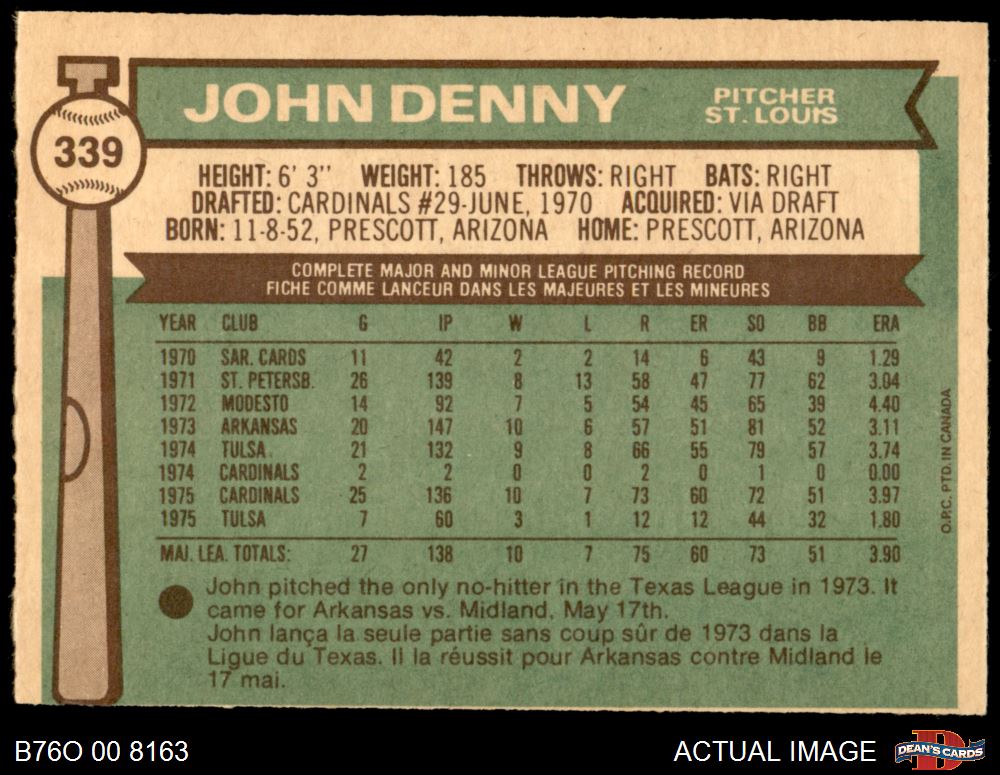 JOHN DENNY PITCHER
ST. LOUIS
339
HEIGHT: 6' 3" WEIGHT: 185 THROWS: RIGHT BATS: RIGHT
DRAFTED: CARDINALS #29-JUNE, 1970 ACQUIRED: VIA DRAFT
BORN: 11-8-52, PRESCOTT, ARIZONA HOME: PRESCOTT, ARIZONA
COMPLETE MAJOR AND MINOR LEAGUE PITCHING RECORD
FICHE COMME LANCEUR DANS LES MAJEURES ET LES MINEURES
YEAR CLUB G IP W L R ER SO BB ERA
1970 SAR. CARDS 11 42 2 2 14 6 43 9 1.29
1971 ST. PETERSB. 26 139 8 13 58 47 77 62 3.04
1972 MODESTO 14 92 7 5 54 45 65 39 4.40
1973 ARKANSAS 20 147 10 6 57 51 81 52 3.11
1974 TULSA 21 132 9 8 66 55 79 57 3.74
1974 CARDINALS 2 2 0 0 2 0 1 0 0.00
1975 CARDINALS 25 136 10 7 73 60 72 51 3.97
1975 TULSA 7 60 3 1 12 12 44 32 1.80
MAJ. LEA. TOTALS: 27 138 10 7 75 60 73 51 3.90
John pitched the only no-hitter in the Texas League in 1973. It
came for Arkansas vs. Midland, May 17th.
John lança la seule partie sans coup sûr de 1973 dans la
Ligue du Texas. Il la réussit pour Arkansas contre Midland le
17 mai.
O.P.C. PTD. IN CANADA
B76O 00 8163 ACTUAL IMAGE DEAN'S CARDS